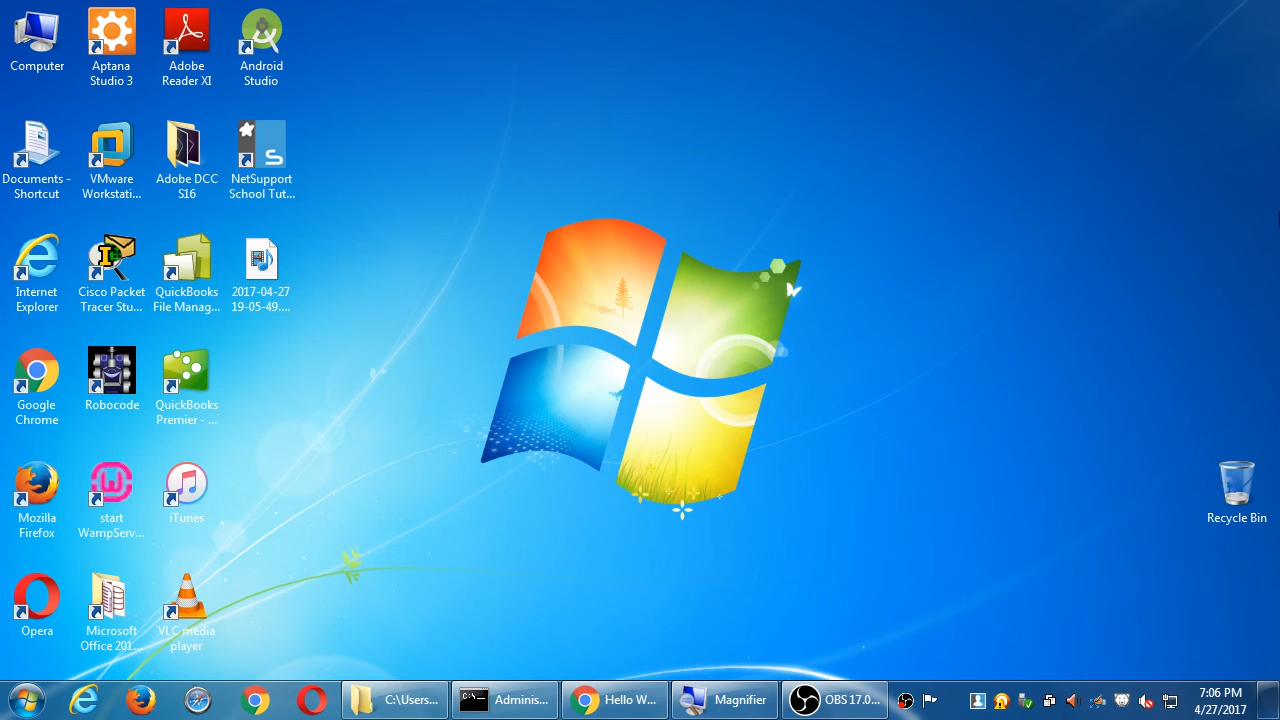 Computer
Aptana
Studio 3
Adobe
Reader XI
Android
Studio
Documents -
Shortcut
VMware
Workstati...
Adobe DCC
S16
NetSupport
School Tut...
Internet
Explorer
Cisco Packet
Tracer Stu...
QuickBooks
File Manag...
2017-04-27
19-05-49....
Google
Chrome
Robocode
QuickBooks
Premier - ...
Mozilla
Firefox
start
WampServ...
iTunes
Recycle Bin
Opera
Microsoft
Office 201...
VLC media
player
C:\Users...
Adminis...
Hello W...
Magnifier
OBS 17.0...
7:06 PM
4/27/2017